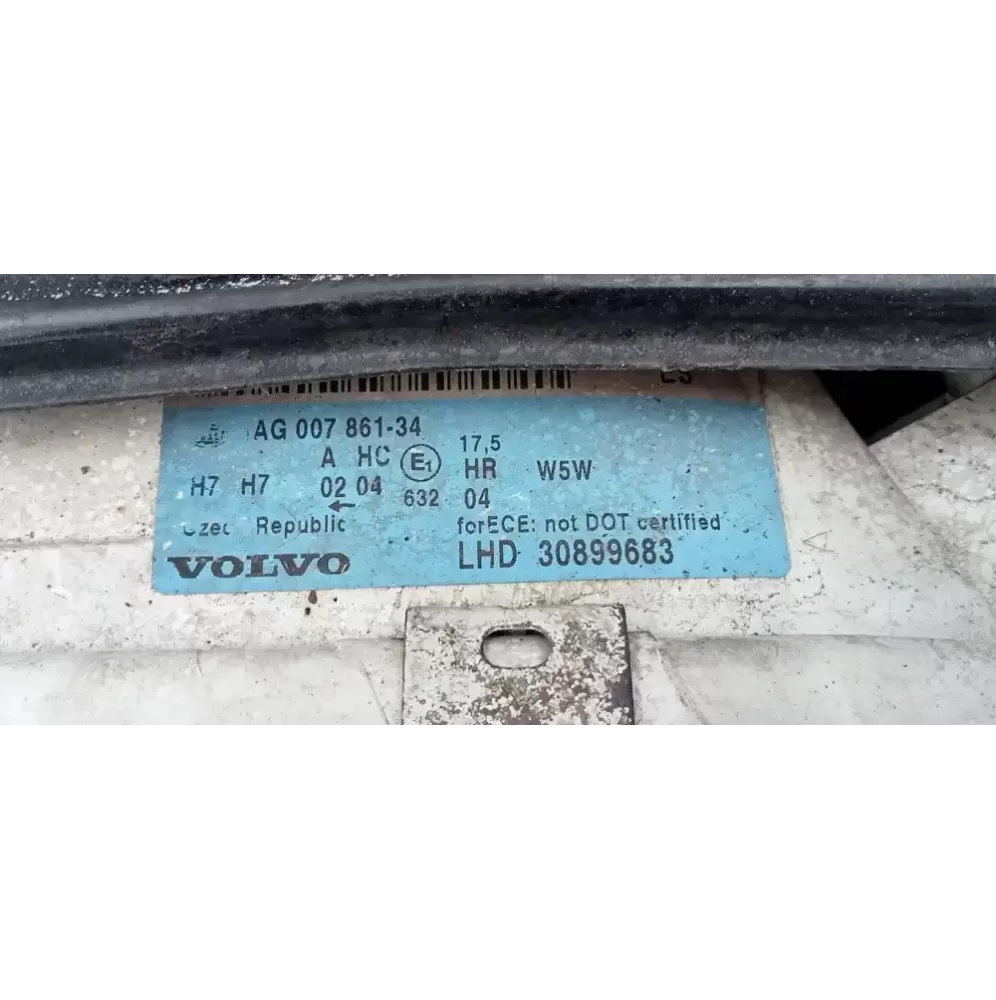 AG 007 861-34
A HC E1 17,5
H7 H7 02 04 632 HR W5W
04
Czec Republic forECE: not DOT certified
VOLVO LHD 30899683